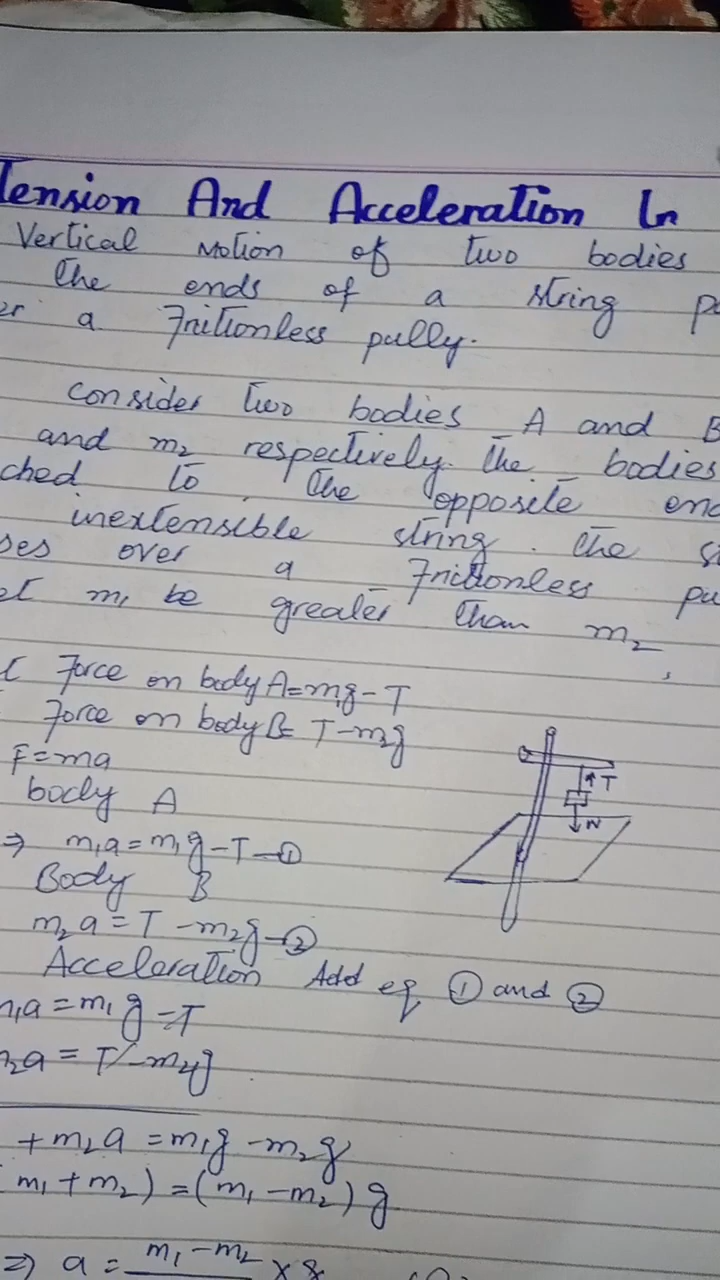 Tension And Acceleration In
Vertical Motion of two bodies
the ends of a string
a Frictionless pully.
consider two bodies A and B
and m2 respectively. the bodies
ched to the opposite en
inextensible string. the
ses over a frictionless pu
et m1 be greater than m2,
Force on body A = m1g - T
Force on body B = T - m2g
F = ma
body A
⇒ m1a = m1g - T - ①
Body B
m2a = T - m2g - ②
Acceleration Add eq ① and ②
m1a = m1g - T
m2a = T - m2g
+ m2a = m1g - m2g
(m1 + m2) = (m1 - m2) g
⇒ a = m1 - m2 × g
T
W